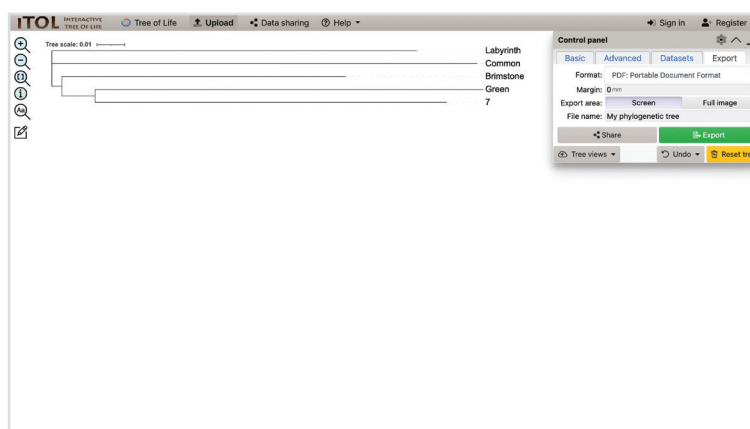 iTOL INTERACTIVE TREE OF LIFE Tree of Life Upload Data sharing Help Sign in Register
Tree scale: 0.01
Labyrinth
Common
Brimstone
Green
7
Aa
Control panel
Basic Advanced Datasets Export
Format: PDF: Portable Document Format
Margin: 0 mm
Export area: Screen Full image
File name: My phylogenetic tree
Share Export
Tree views Undo Reset tre